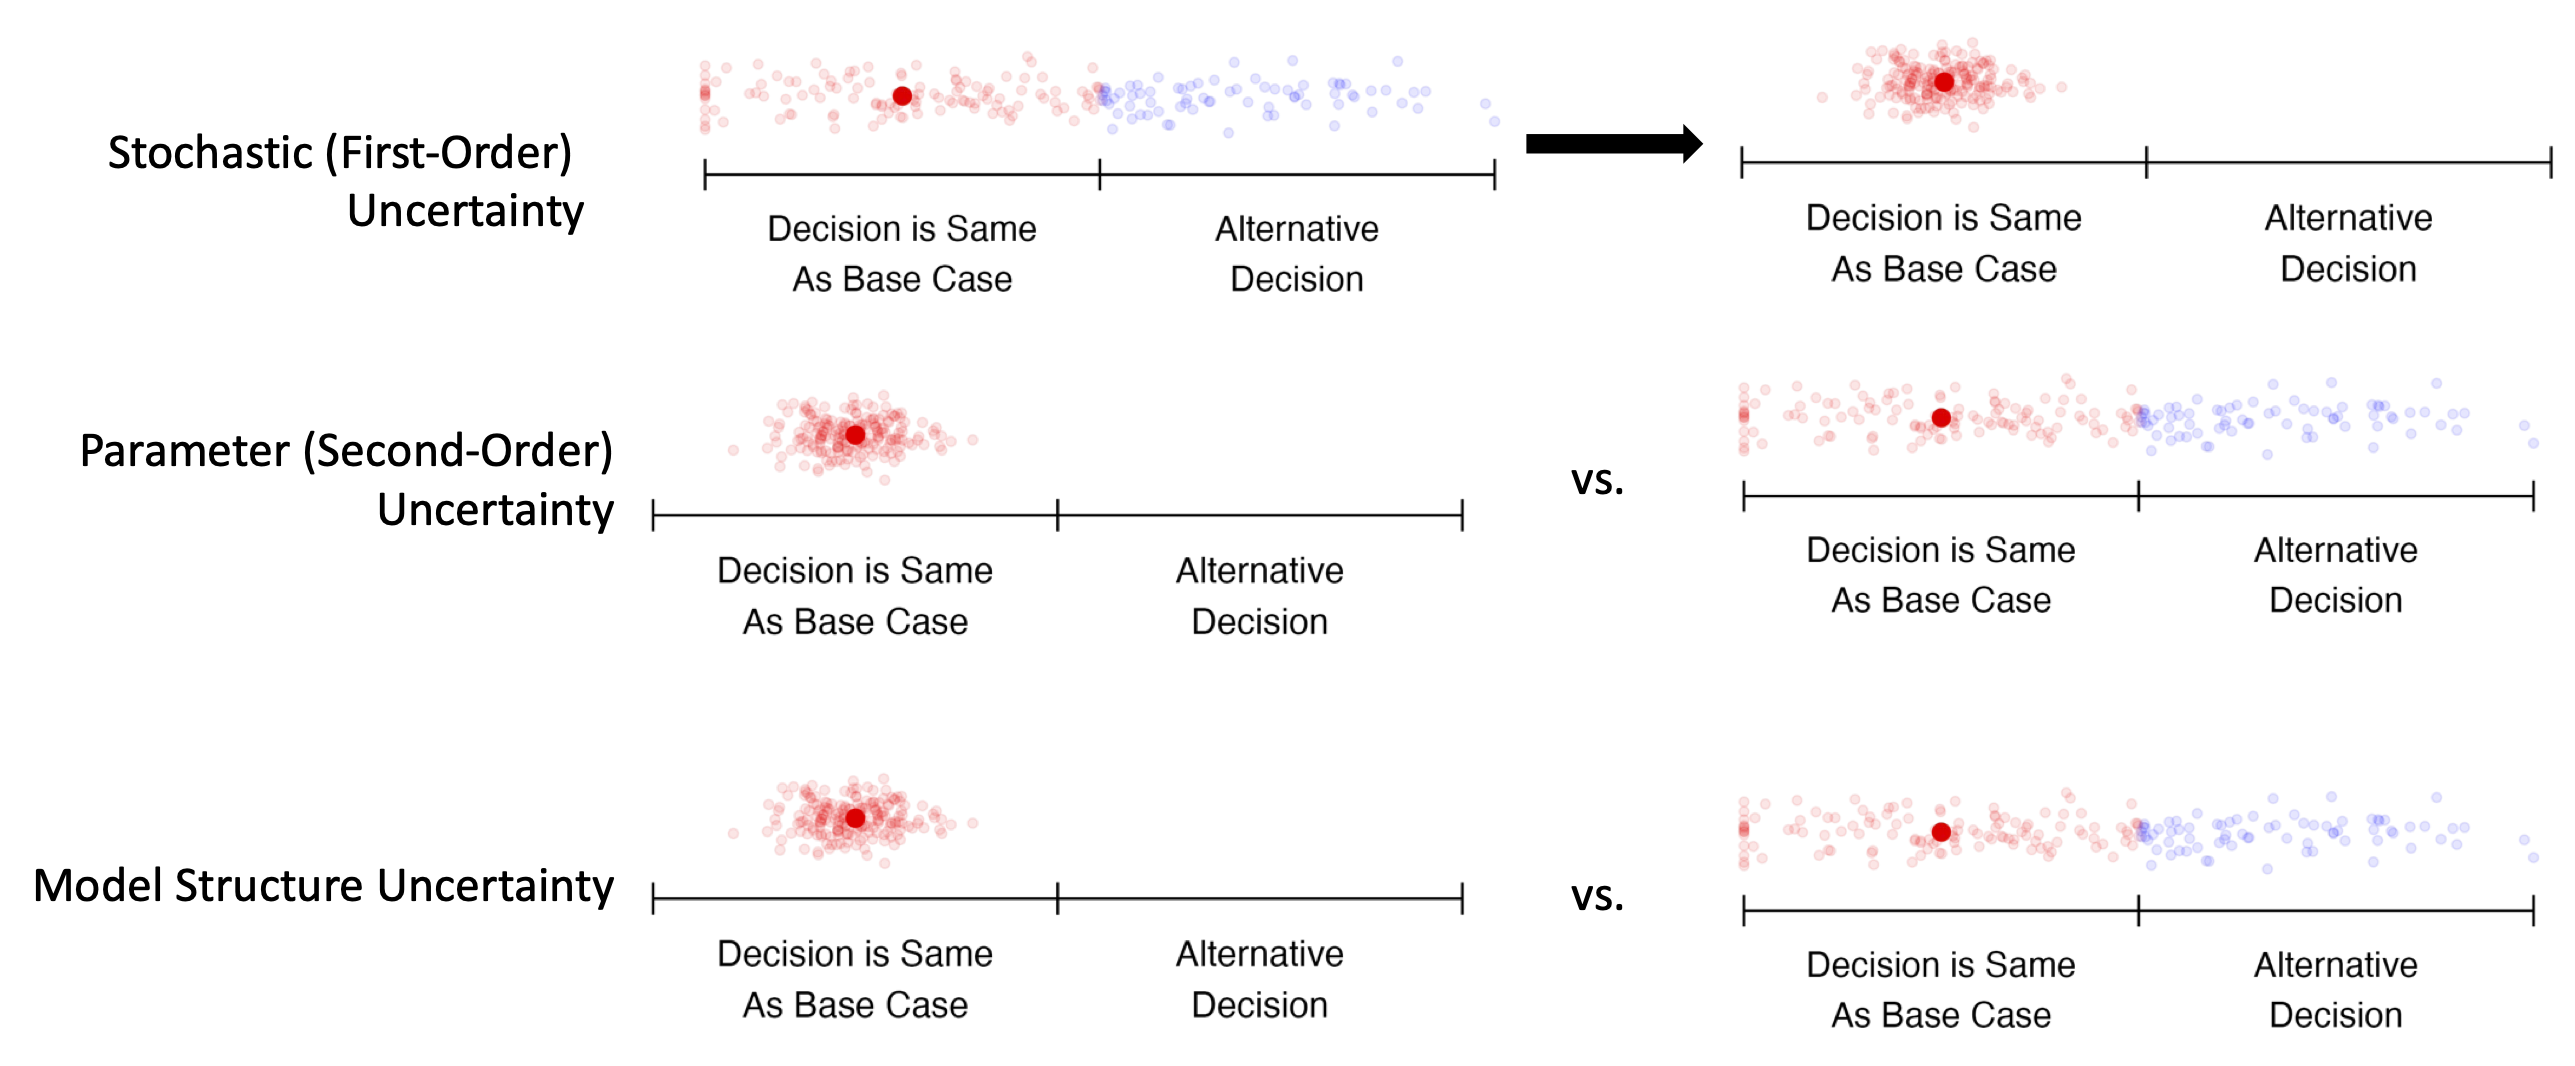 Stochastic (First-Order)
Uncertainty
Decision is Same
As Base Case
Alternative
Decision
Decision is Same
As Base Case
Alternative
Decision
Parameter (Second-Order)
Uncertainty
Decision is Same
As Base Case
Alternative
Decision
vs.
Decision is Same
As Base Case
Alternative
Decision
Model Structure Uncertainty
Decision is Same
As Base Case
Alternative
Decision
vs.
Decision is Same
As Base Case
Alternative
Decision